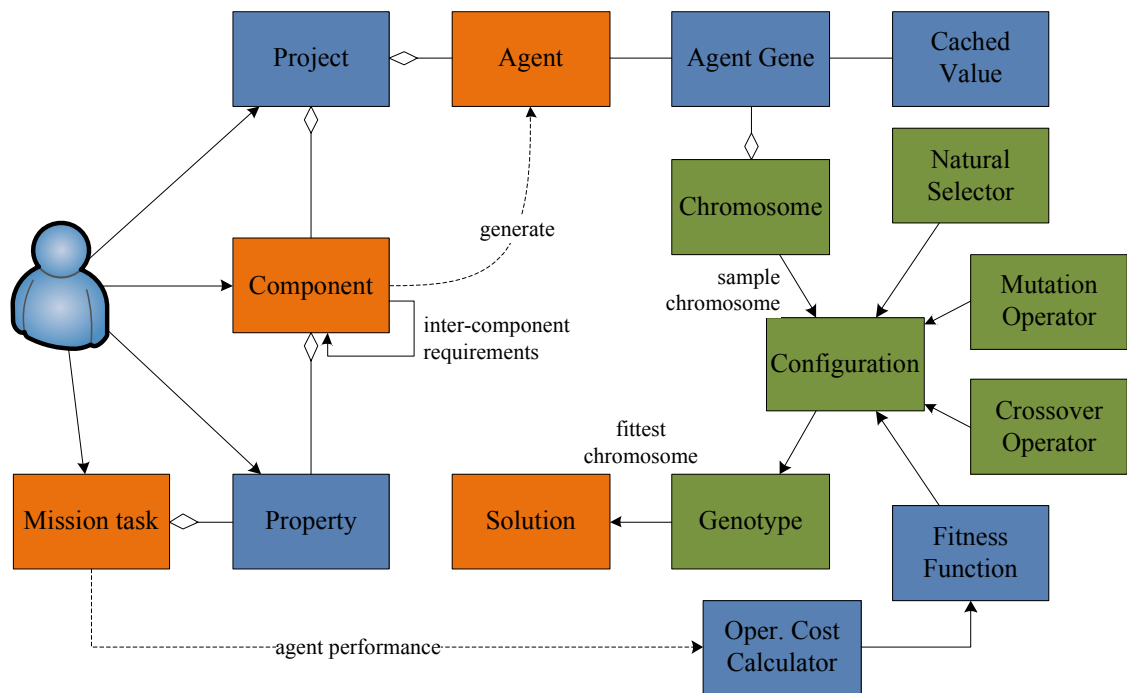 Project
Agent
Agent Gene
Cached
Value
Natural
Selector
Chromosome
generate
Component
sample
chromosome
Mutation
Operator
inter-component
requirements
Configuration
Crossover
Operator
fittest
chromosome
Mission task
Property
Solution
Genotype
Fitness
Function
agent performance
Oper. Cost
Calculator